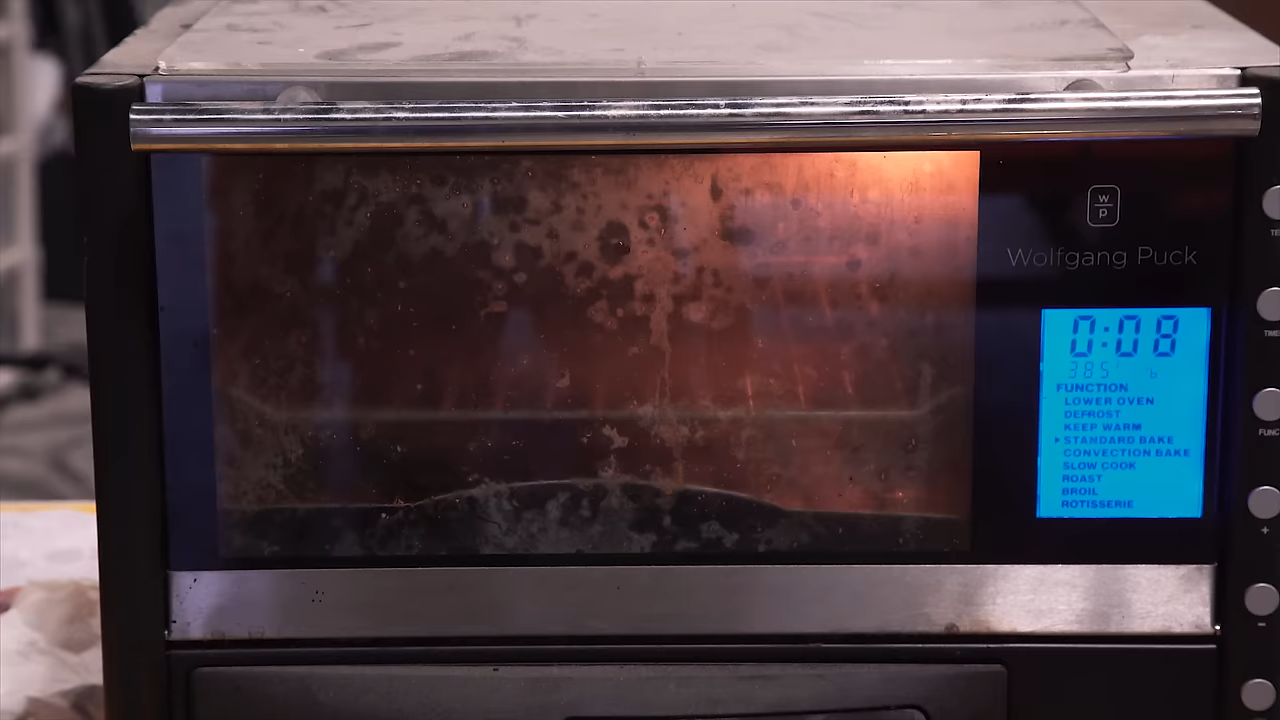 w
p
Wolfgang Puck
0:08
385
FUNCTION
LOWER OVEN
DEFROST
KEEP WARM
STANDARD BAKE
CONVECTION BAKE
SLOW COOK
ROAST
BROIL
ROTISSERIE
+
-